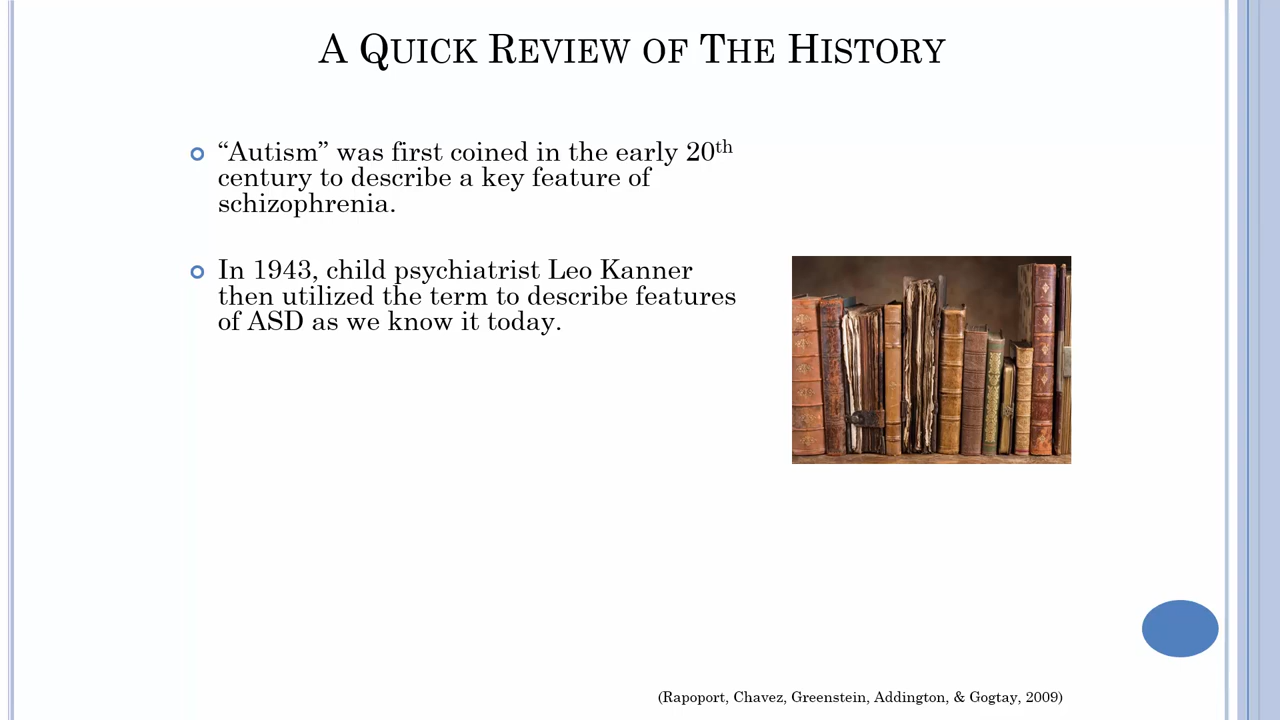 A Quick Review of The History
“Autism” was first coined in the early 20th
century to describe a key feature of
schizophrenia.
In 1943, child psychiatrist Leo Kanner
then utilized the term to describe features
of ASD as we know it today.
(Rapoport, Chavez, Greenstein, Addington, & Gogtay, 2009)